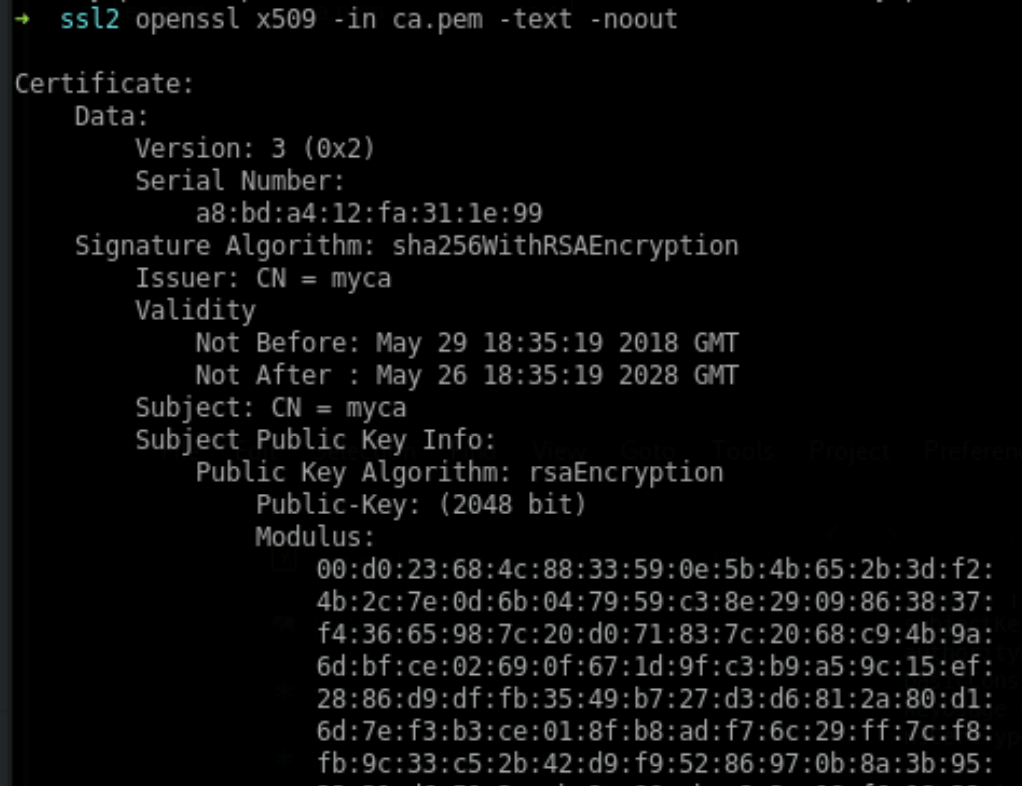 ➜  ssl2 openssl x509 -in ca.pem -text -noout
Certificate:
    Data:
        Version: 3 (0x2)
        Serial Number:
            a8:bd:a4:12:fa:31:1e:99
    Signature Algorithm: sha256WithRSAEncryption
        Issuer: CN = myca
        Validity
            Not Before: May 29 18:35:19 2018 GMT
            Not After : May 26 18:35:19 2028 GMT
        Subject: CN = myca
        Subject Public Key Info:
            Public Key Algorithm: rsaEncryption
                Public-Key: (2048 bit)
                Modulus:
                    00:d0:23:68:4c:88:33:59:0e:5b:4b:65:2b:3d:f2:
                    4b:2c:7e:0d:6b:04:79:59:c3:8e:29:09:86:38:37:
                    f4:36:65:98:7c:20:d0:71:83:7c:20:68:c9:4b:9a:
                    6d:bf:ce:02:69:0f:67:1d:9f:c3:b9:a5:9c:15:ef:
                    28:86:d9:df:fb:35:49:b7:27:d3:d6:81:2a:80:d1:
                    6d:7e:f3:b3:ce:01:8f:b8:ad:f7:6c:29:ff:7c:f8:
                    fb:9c:33:c5:2b:42:d9:f9:52:86:97:0b:8a:3b:95:
View Goto Tools Project